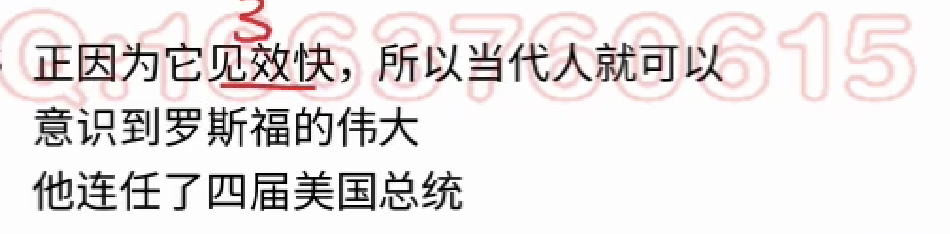 3
正因为它见效快，所以当代人就可以
意识到罗斯福的伟大
他连任了四届美国总统